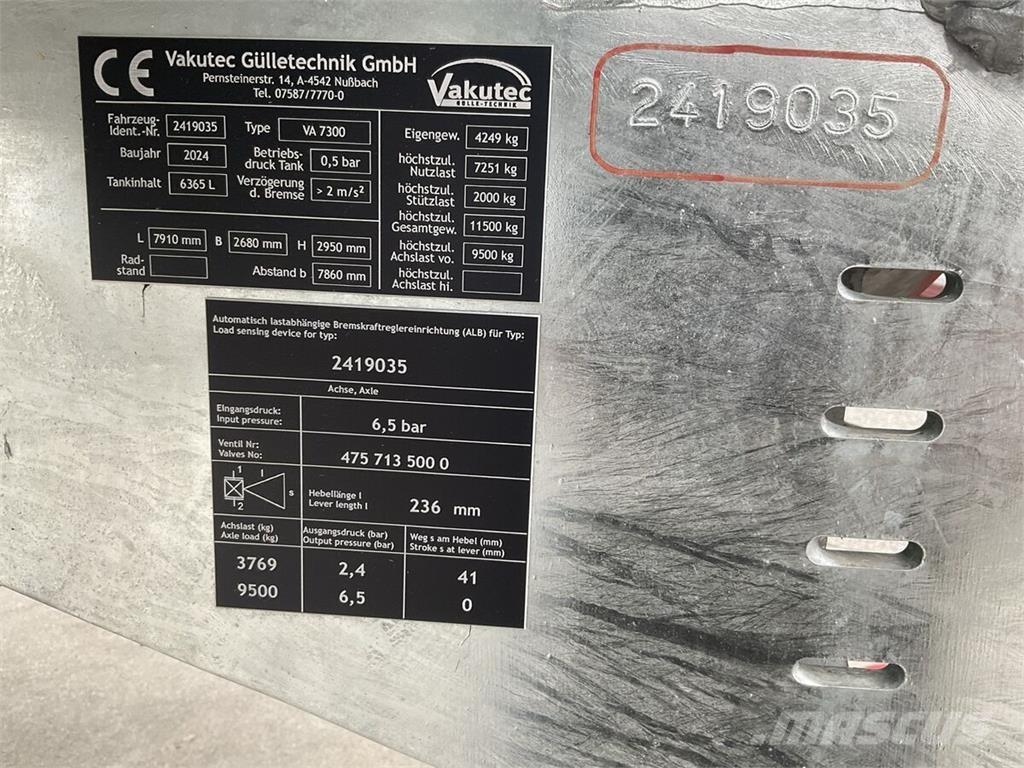 CE
Vakutec Gülletechnik GmbH
Pernsteinerstr. 14, A-4542 Nußbach
Tel. 07587/7770-0
Vakutec
GÜLLE-TECHNIK
Fahrzeug-
Ident.-Nr. 2419035 Type VA 7300
Baujahr 2024 Betriebs-
druck Tank 0,5 bar
Tankinhalt 6365 L Verzögerung
d. Bremse > 2 m/s²
L 7910 mm B 2680 mm H 2950 mm
Rad-
stand
Abstand b 7860 mm
Eigengew. 4249 kg
höchstzul.
Nutzlast 7251 kg
höchstzul.
Stützlast 2000 kg
höchstzul.
Gesamtgew. 11500 kg
höchstzul.
Achslast vo. 9500 kg
höchstzul.
Achslast hi.
2419035
Automatisch lastabhängige Bremskraftreglereinrichtung (ALB) für Typ:
Load sensing device for typ:
2419035
Achse, Axle
Eingangsdruck:
Input pressure: 6,5 bar
Ventil Nr:
Valves No: 475 713 500 0
1 l s 2
Hebellänge l
Lever length l 236 mm
Achslast (kg)
Axle load (kg)
Ausgangsdruck (bar)
Output pressure (bar)
Weg s am Hebel (mm)
Stroke s at lever (mm)
3769 2,4 41
9500 6,5 0
MASCUS